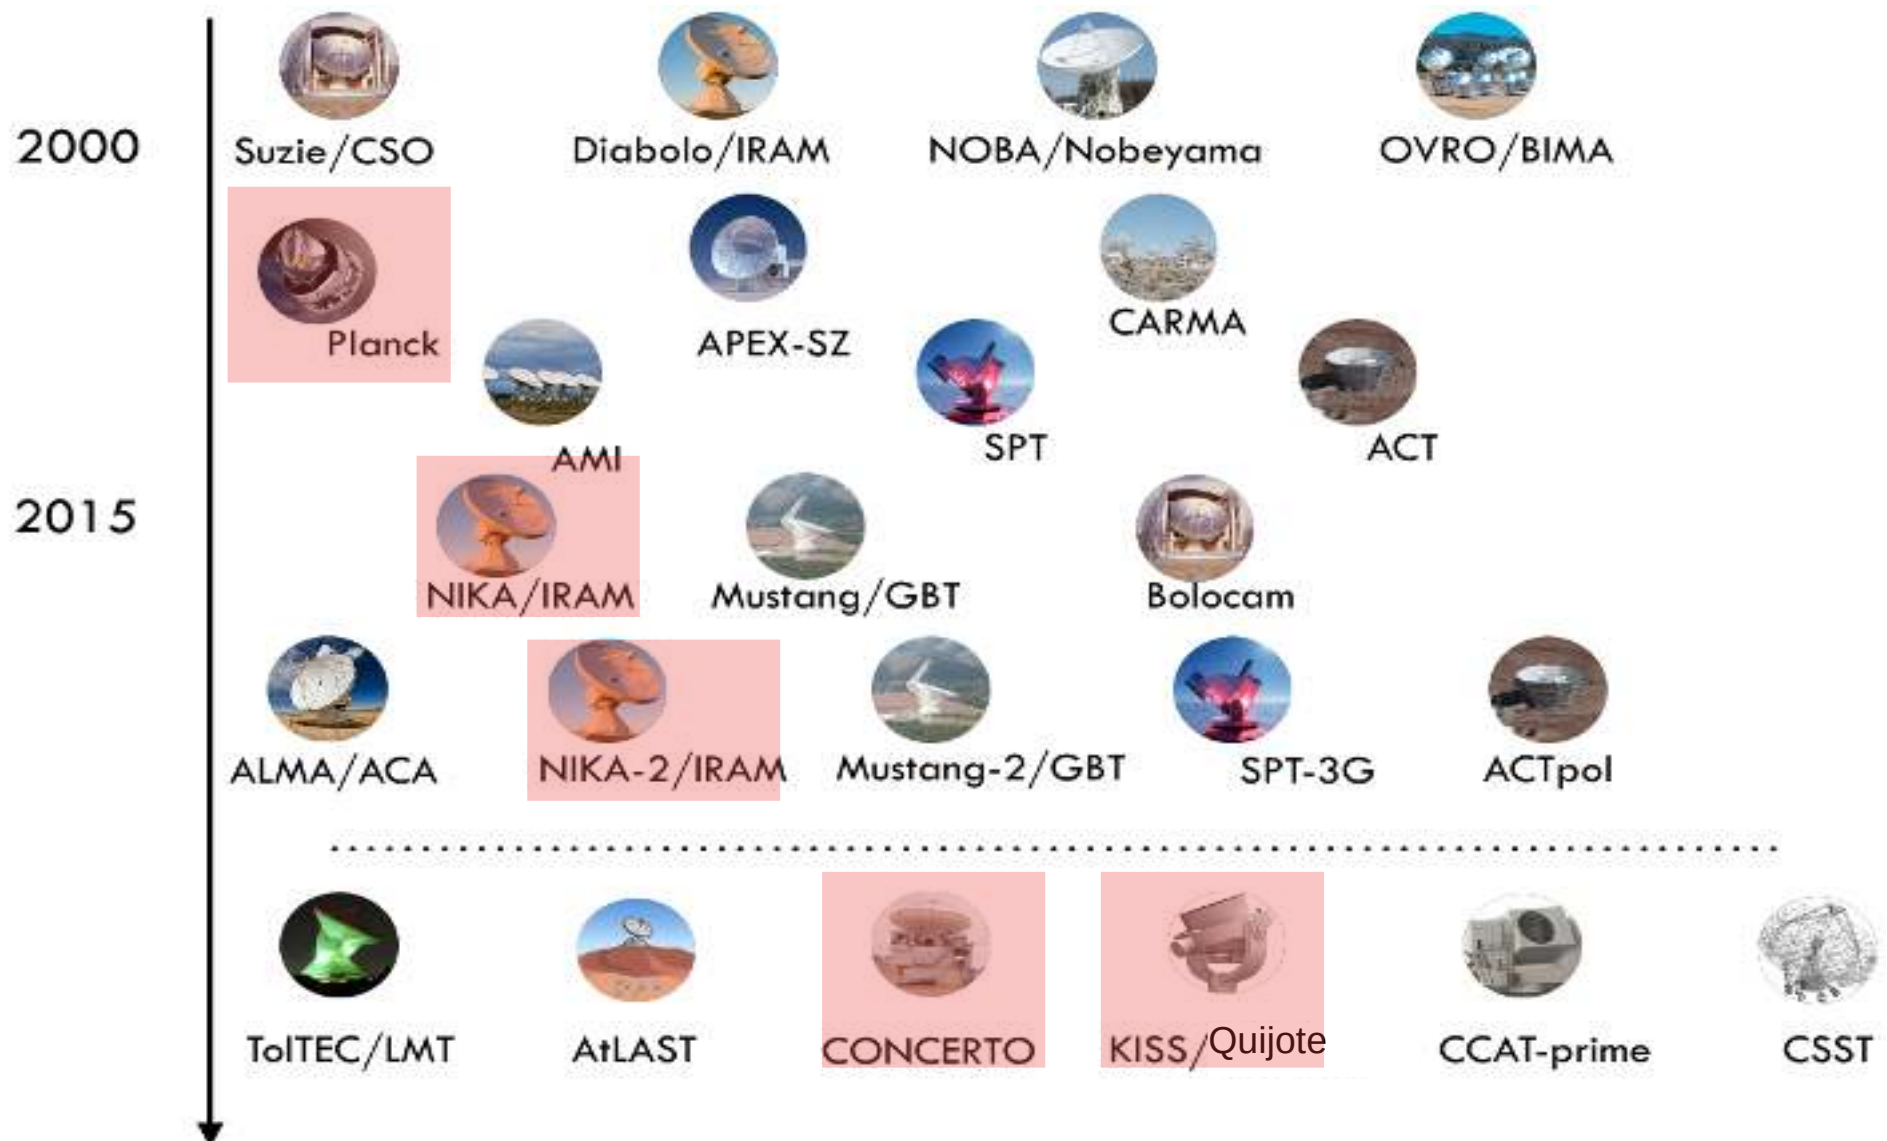 2000
Suzie/CSO
Diabolo/IRAM
NOBA/Nobeyama
OVRO/BIMA
Planck
APEX-SZ
CARMA
AMI
SPT
ACT
2015
NIKA/IRAM
Mustang/GBT
Bolocam
ALMA/ACA
NIKA-2/IRAM
Mustang-2/GBT
SPT-3G
ACTpol
TolTEC/LMT
AtLAST
CONCERTO
KISS/Quijote
CCAT-prime
CSST